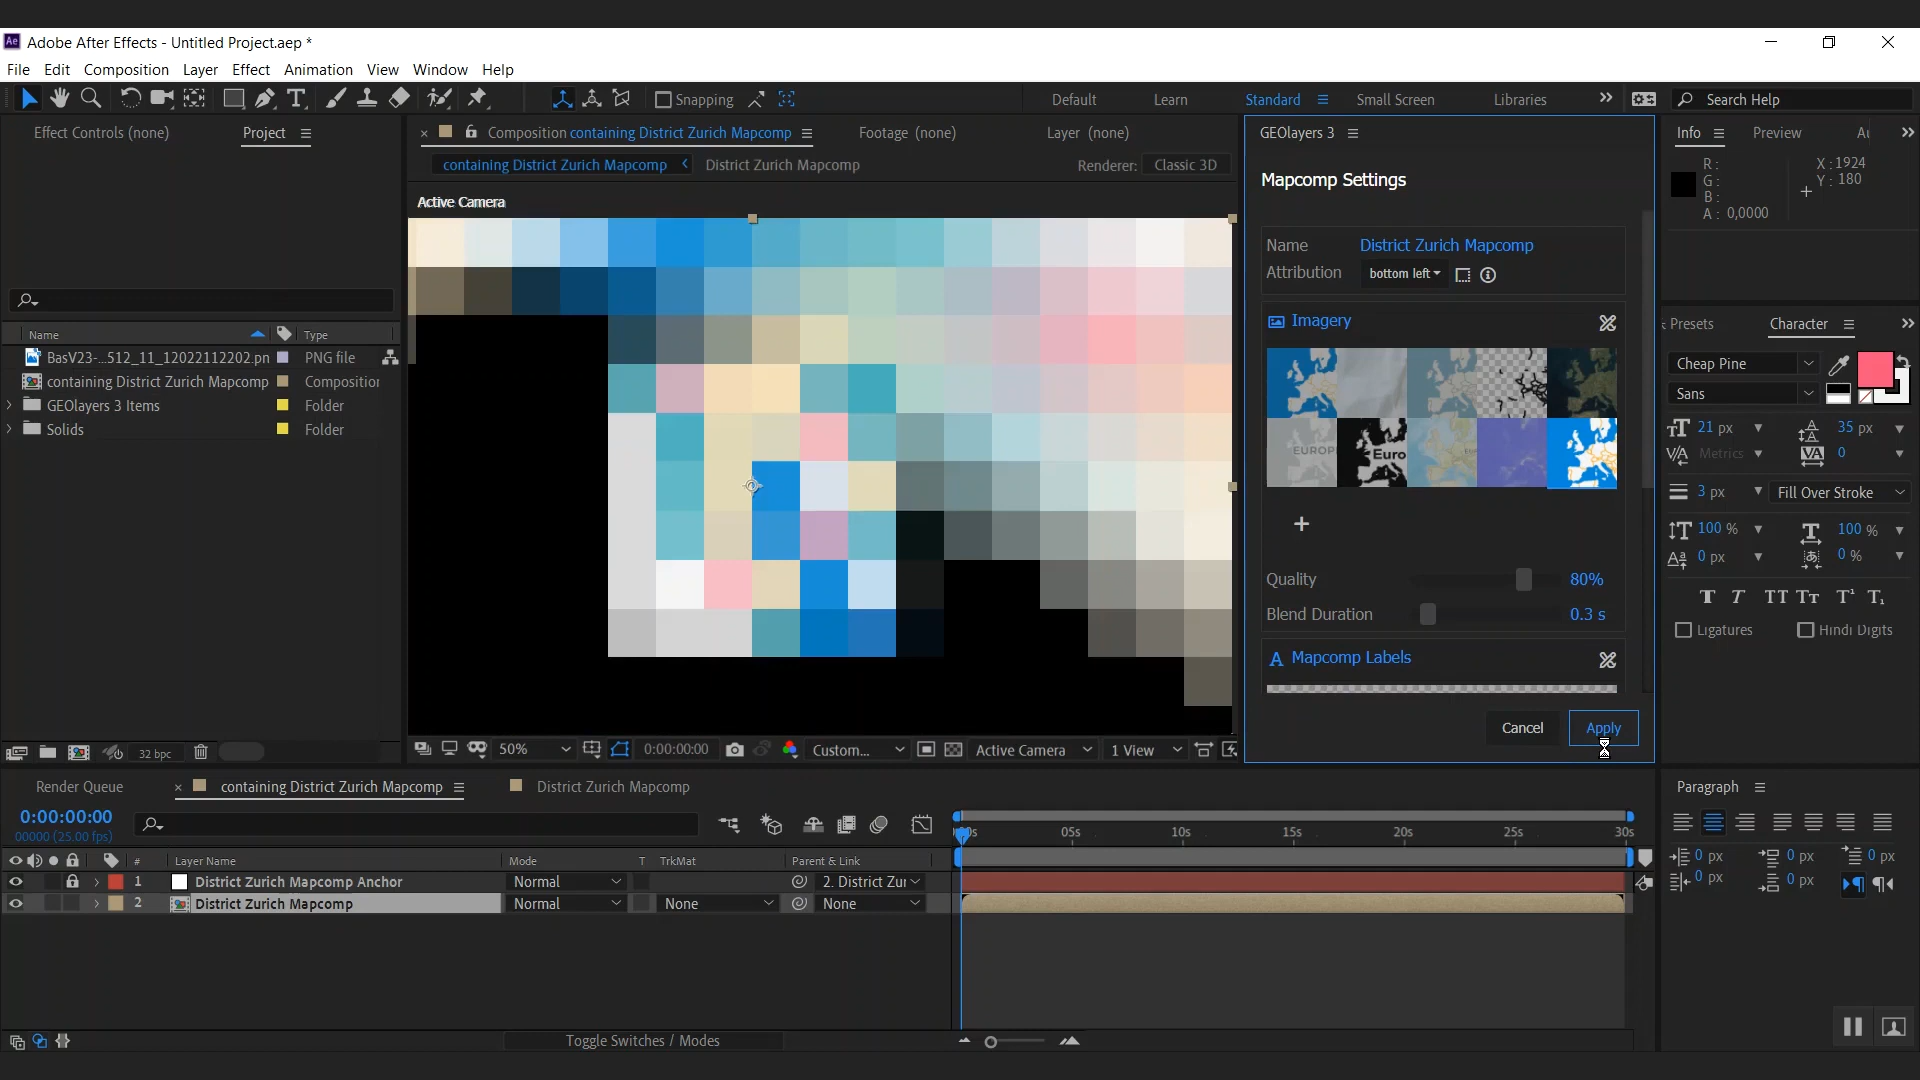 Ae Adobe After Effects - Untitled Project.aep *
File Edit Composition Layer Effect Animation View Window Help
Snapping
Default Learn Standard Small Screen Libraries
Search Help
Effect Controls (none) Project
Composition containing District Zurich Mapcomp Footage (none) Layer (none)
containing District Zurich Mapcomp District Zurich Mapcomp Renderer: Classic 3D
Active Camera
Name Type
BasV23-...512_11_12022112202.pn PNG file
containing District Zurich Mapcomp Composition
GEOlayers 3 Items Folder
Solids Folder
32 bpc
50% 0:00:00:00 Custom... Active Camera 1 View
GEOlayers 3
Mapcomp Settings
Name District Zurich Mapcomp
Attribution bottom left
Imagery
EUROP
Euro
Quality 80%
Blend Duration 0.3 s
A Mapcomp Labels
Cancel Apply
Info Preview Au
R : X : 1924
G : Y : 180
B :
A : 0,0000
Presets Character
Cheap Pine
Sans
21 px 35 px
Metrics 0
3 px Fill Over Stroke
100 % 100 %
0 px 0 %
Ligatures Hindi Digits
Paragraph
0 px 0 px 0 px
0 px 0 px
Render Queue containing District Zurich Mapcomp District Zurich Mapcomp
0:00:00:00
00000 (25.00 fps)
05s 10s 15s 20s 25s 30s
# Layer Name Mode T TrkMat Parent & Link
1 District Zurich Mapcomp Anchor Normal 2. District Zur
2 District Zurich Mapcomp Normal None None
Toggle Switches / Modes